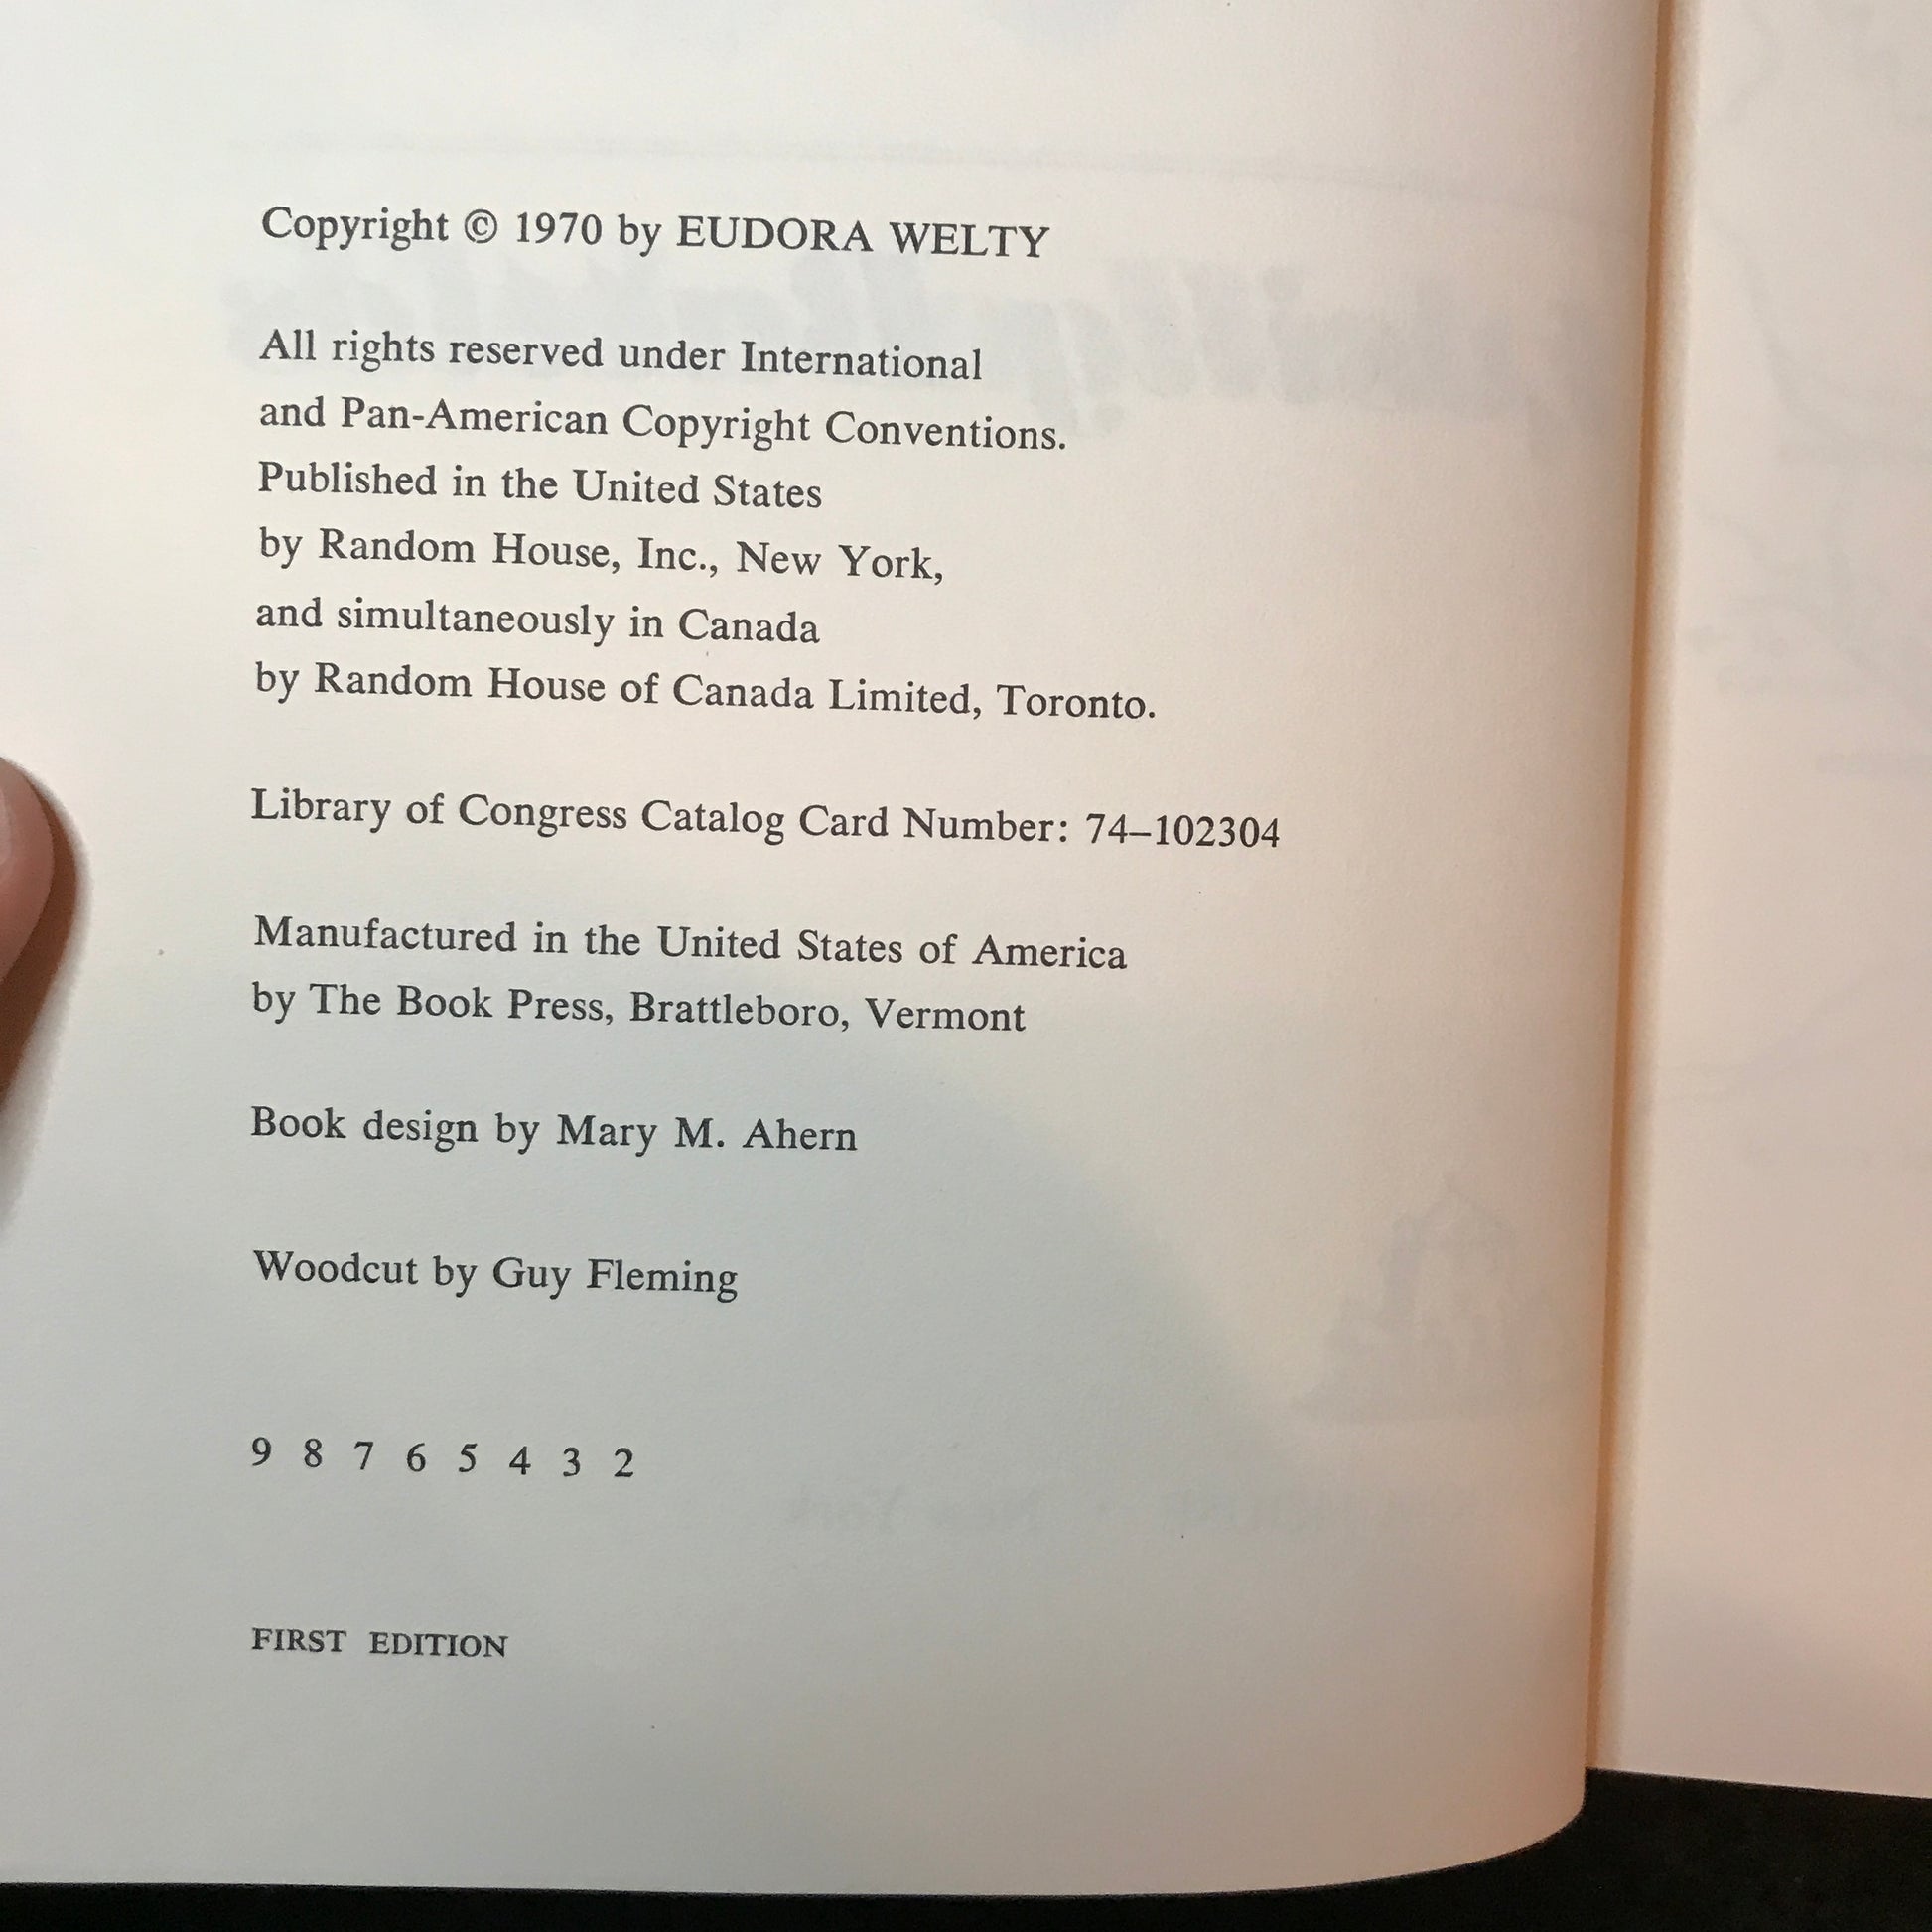 Copyright © 1970 by EUDORA WELTY
All rights reserved under International
and Pan-American Copyright Conventions.
Published in the United States
by Random House, Inc., New York,
and simultaneously in Canada
by Random House of Canada Limited, Toronto.
Library of Congress Catalog Card Number: 74–102304
Manufactured in the United States of America
by The Book Press, Brattleboro, Vermont
Book design by Mary M. Ahern
Woodcut by Guy Fleming
9 8 7 6 5 4 3 2
FIRST EDITION